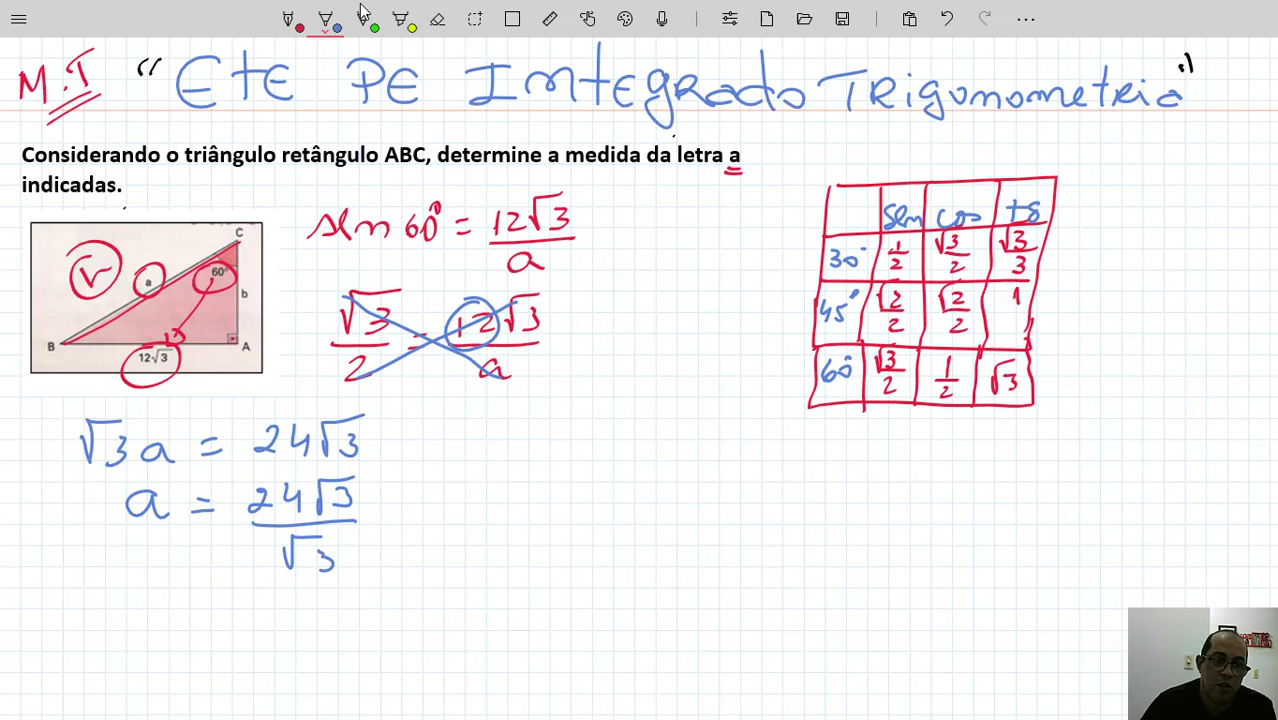 M.T " ETE PE Integrado Trigonometria "
Considerando o triângulo retângulo ABC, determine a medida da letra a
indicadas.
C
60°
a
b
B
A
12√3
V
sen 60° = 12√3
a
√3 = 12√3
2 a
√3 a = 24√3
a = 24√3
√3
sen cos tg
30° 1/2 √3/2 √3/3
45° √2/2 √2/2 1
60° √3/2 1/2 √3